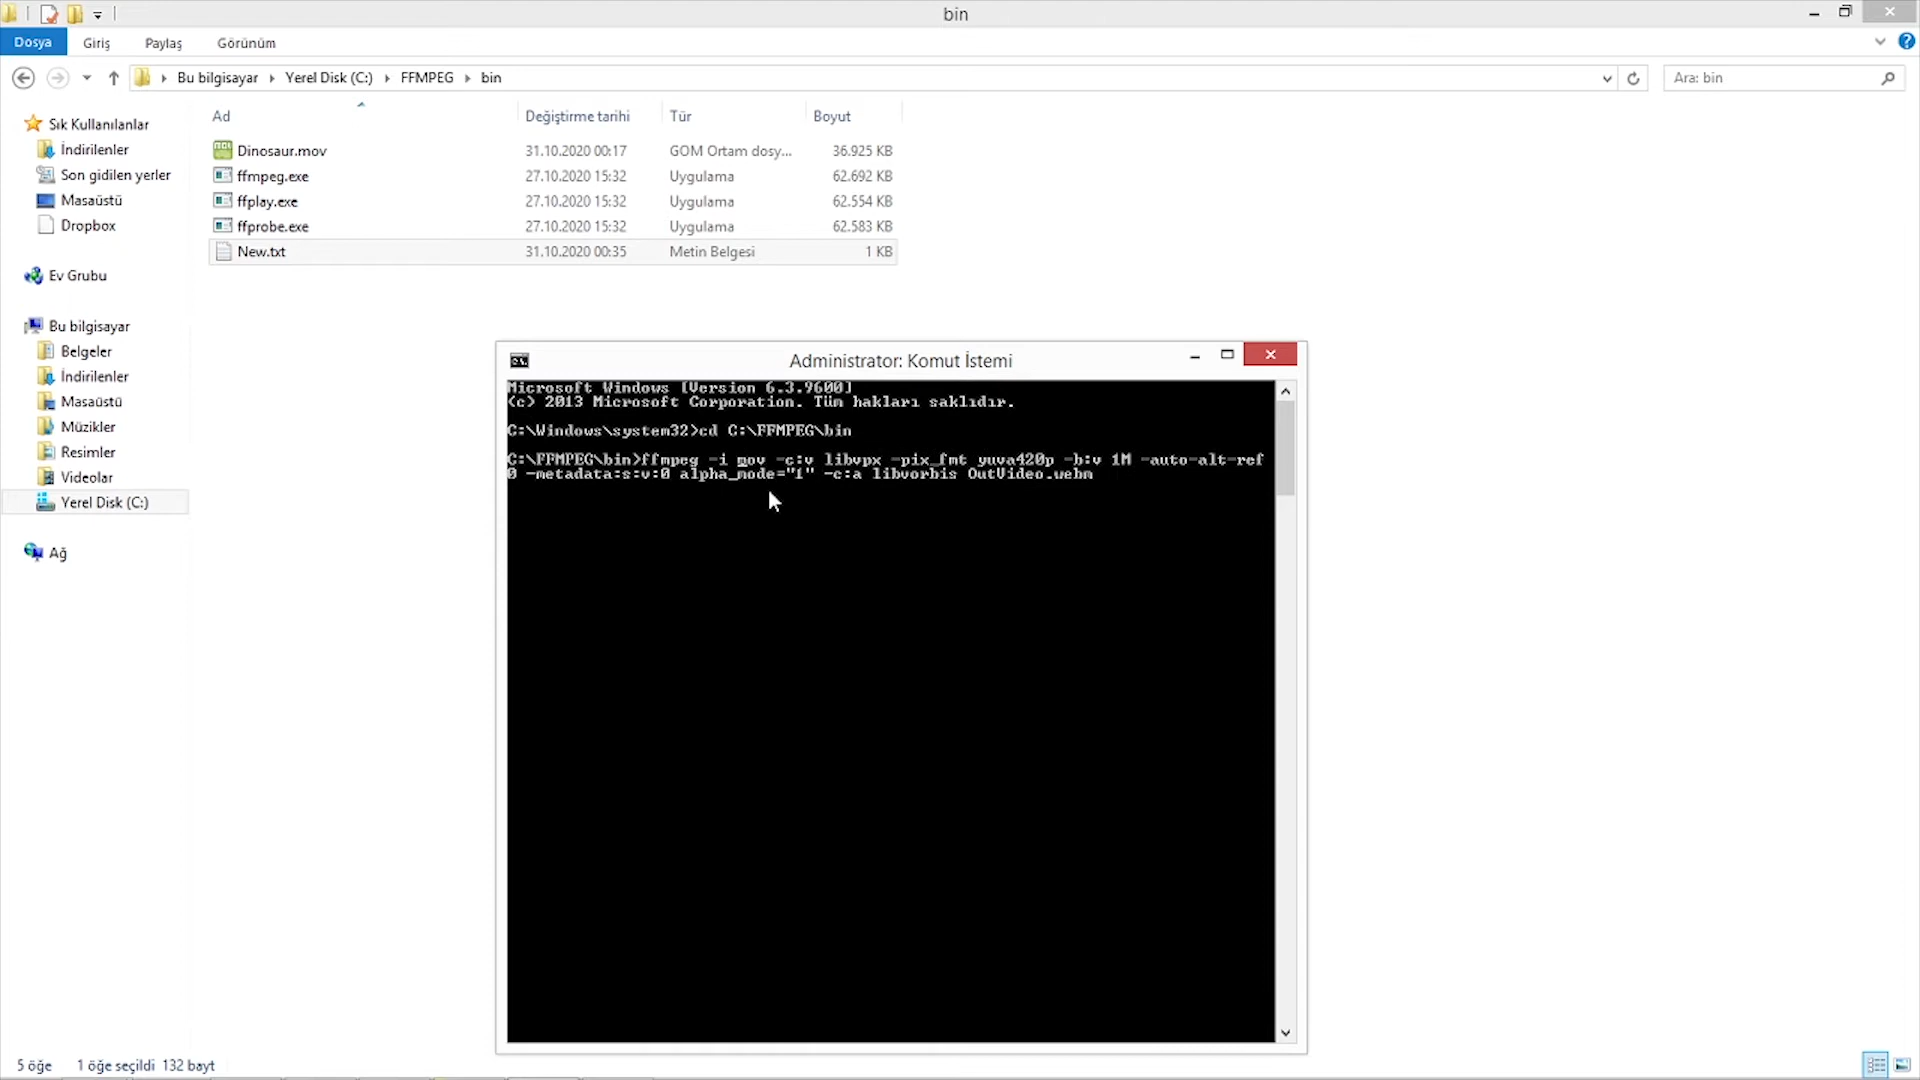 bin
Dosya
Giriş
Paylaş
Görünüm
Bu bilgisayar
Yerel Disk (C:)
FFMPEG
bin
Ara: bin
Ad
Değiştirme tarihi
Tür
Boyut
Sık Kullanılanlar
İndirilenler
Son gidilen yerler
Masaüstü
Dropbox
Ev Grubu
Bu bilgisayar
Belgeler
İndirilenler
Masaüstü
Müzikler
Resimler
Videolar
Yerel Disk (C:)
Ağ
Dinosaur.mov 31.10.2020 00:17 GOM Ortam dosy... 36.925 KB
ffmpeg.exe 27.10.2020 15:32 Uygulama 62.692 KB
ffplay.exe 27.10.2020 15:32 Uygulama 62.554 KB
ffprobe.exe 27.10.2020 15:32 Uygulama 62.583 KB
New.txt 31.10.2020 00:35 Metin Belgesi 1 KB
Administrator: Komut İstemi
Microsoft Windows [Version 6.3.9600]
(c) 2013 Microsoft Corporation. Tüm hakları saklıdır.
C:\Windows\system32>cd C:\FFMPEG\bin
C:\FFMPEG\bin>ffmpeg -i mov -c:v libvpx -pix_fmt yuva420p -b:v 1M -auto-alt-ref
0 -metadata:s:v:0 alpha_mode="1" -c:a libvorbis OutVideo.webm
5 öğe
1 öğe seçildi 132 bayt